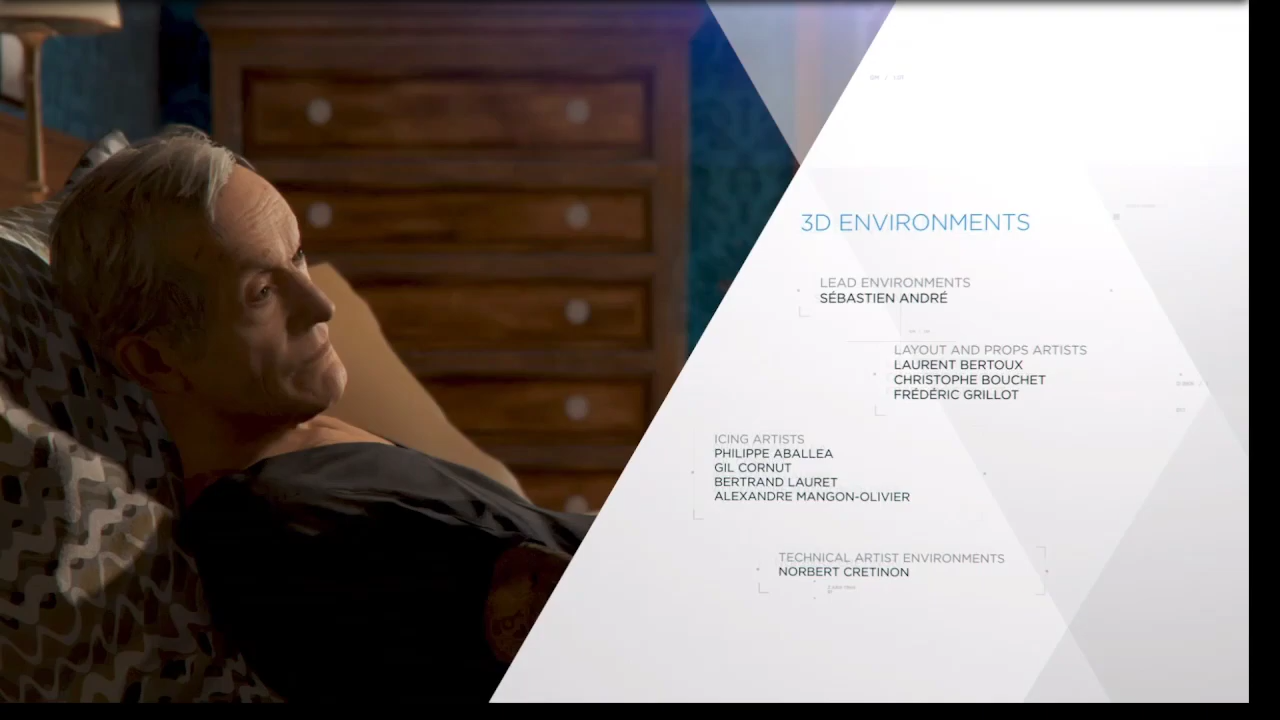 3D ENVIRONMENTS
LEAD ENVIRONMENTS
SÉBASTIEN ANDRÉ
LAYOUT AND PROPS ARTISTS
LAURENT BERTOUX
CHRISTOPHE BOUCHET
FRÉDÉRIC GRILLOT
ICING ARTISTS
PHILIPPE ABALLEA
GIL CORNUT
BERTRAND LAURET
ALEXANDRE MANGON-OLIVIER
TECHNICAL ARTIST ENVIRONMENTS
NORBERT CRETINON